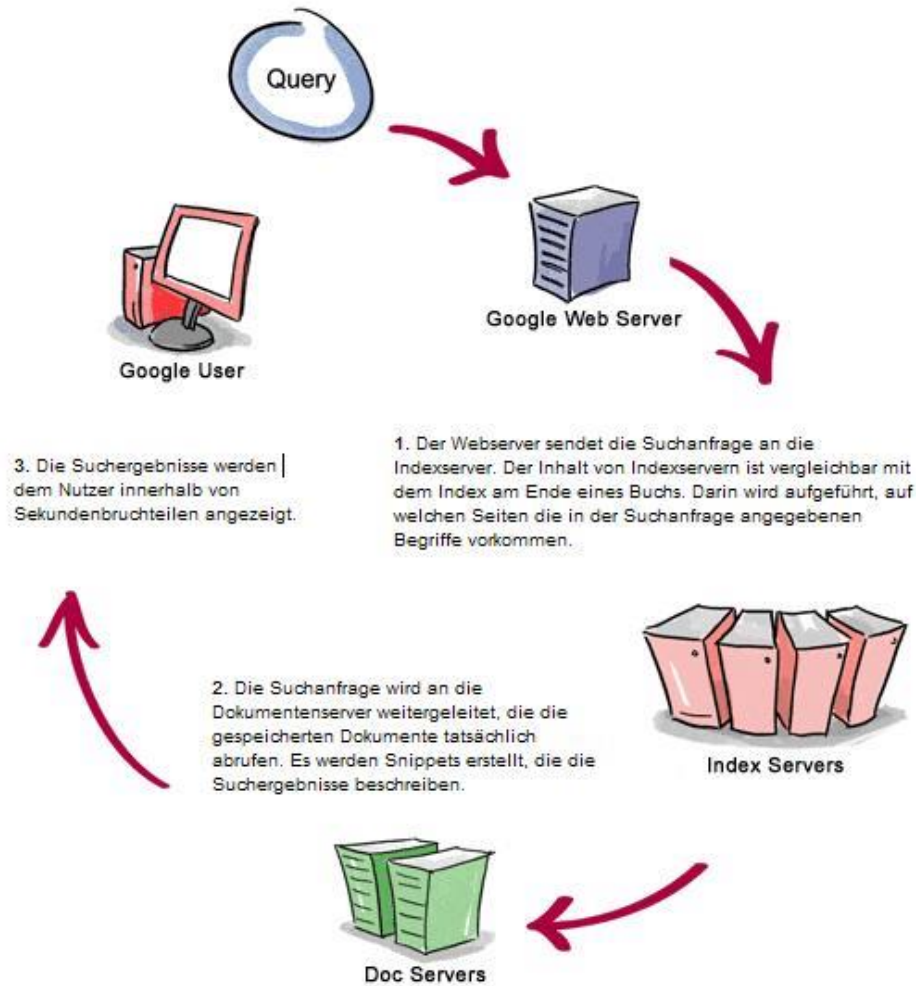 Query
Google Web Server
Google User
1. Der Webserver sendet die Suchanfrage an die
Indexserver. Der Inhalt von Indexservern ist vergleichbar mit
dem Index am Ende eines Buchs. Darin wird aufgeführt, auf
welchen Seiten die in der Suchanfrage angegebenen
Begriffe vorkommen.
Index Servers
2. Die Suchanfrage wird an die
Dokumentenserver weitergeleitet, die die
gespeicherten Dokumente tatsächlich
abrufen. Es werden Snippets erstellt, die die
Suchergebnisse beschreiben.
Doc Servers
3. Die Suchergebnisse werden
dem Nutzer innerhalb von
Sekundenbruchteilen angezeigt.